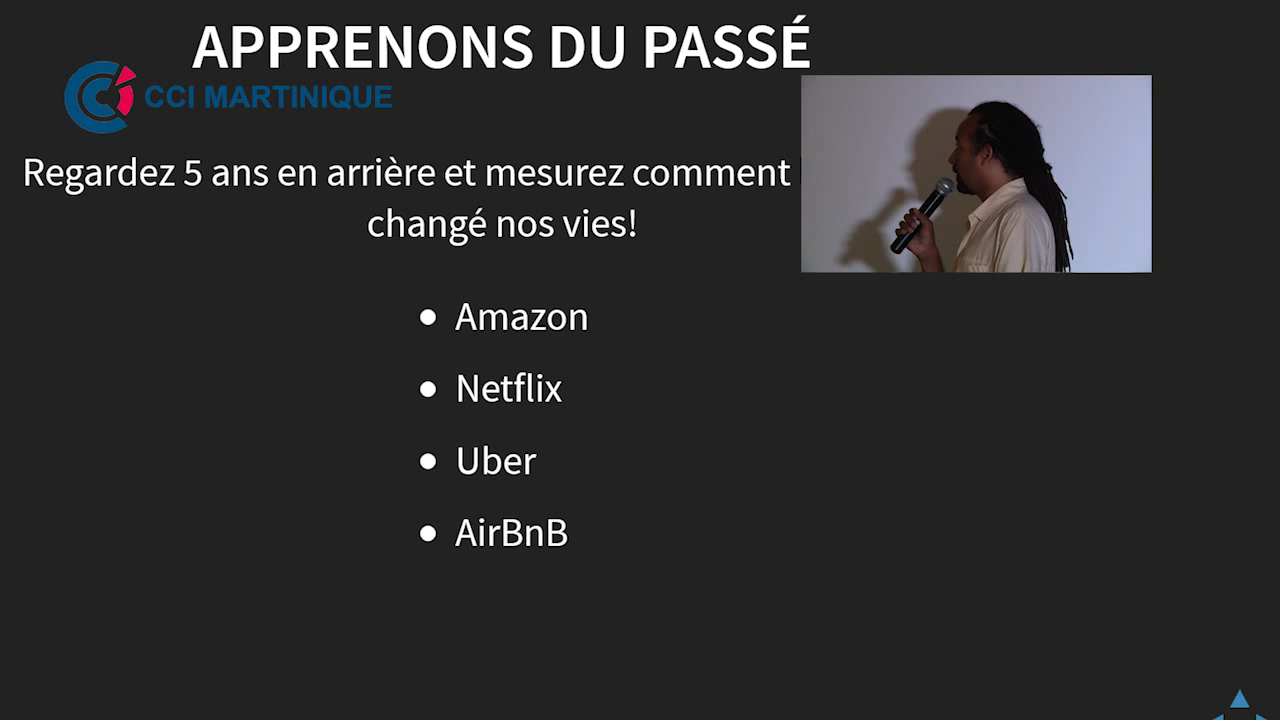 APPRENONS DU PASSÉ
CCI MARTINIQUE
Regardez 5 ans en arrière et mesurez comment
changé nos vies!
Amazon
Netflix
Uber
AirBnB